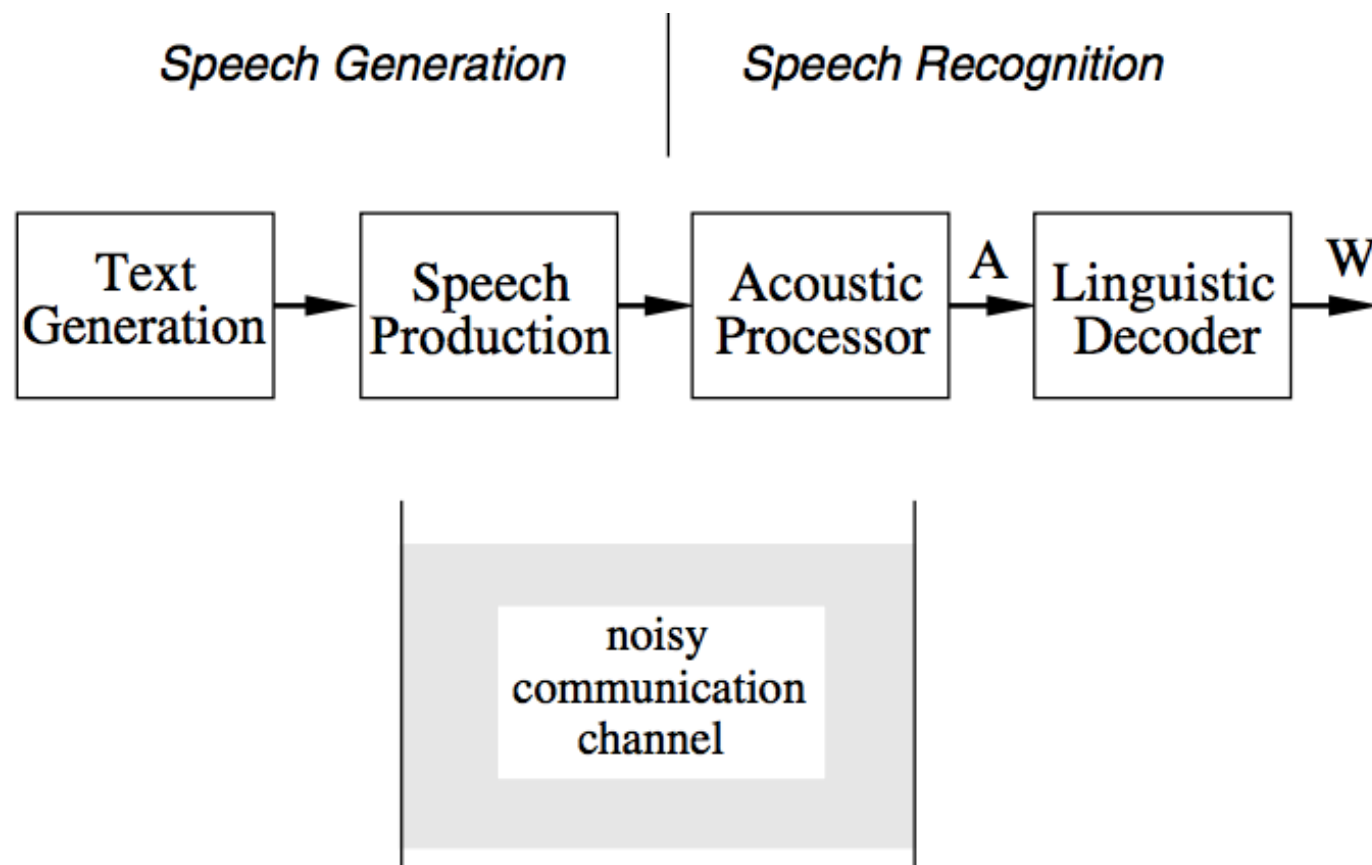 Speech Generation
Speech Recognition
Text
Generation
Speech
Production
Acoustic
Processor
A
Linguistic
Decoder
W
noisy
communication
channel